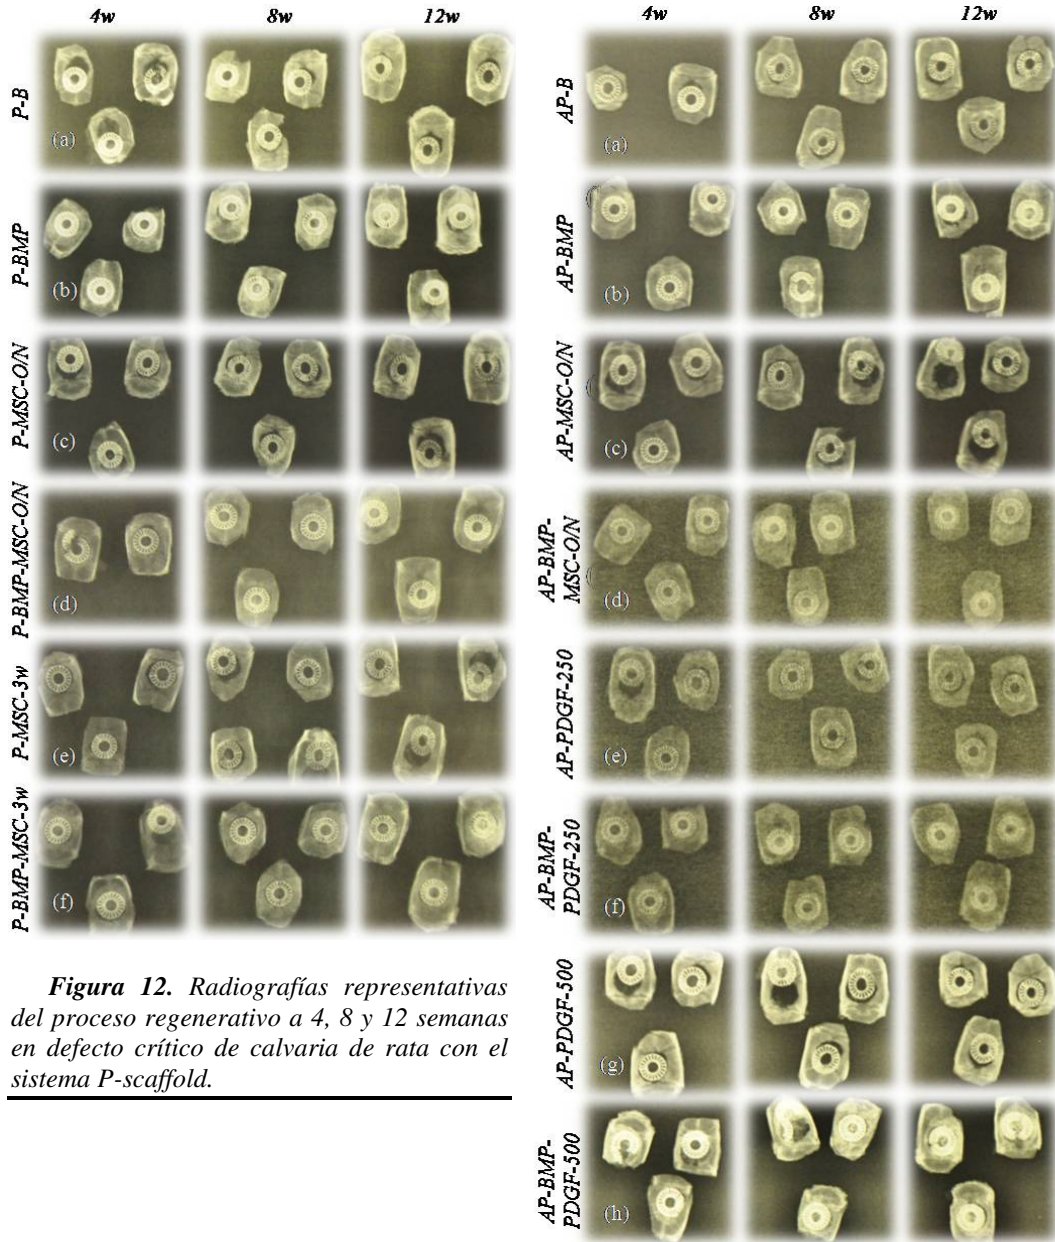 4w 8w 12w
P-B
(a)
P-BMP
(b)
P-MSC-O/N
(c)
P-BMP-MSC-O/N
(d)
P-MSC-3w
(e)
P-BMP-MSC-3w
(f)
Figura 12. Radiografías representativas
del proceso regenerativo a 4, 8 y 12 semanas
en defecto crítico de calvaria de rata con el
sistema P-scaffold.
4w 8w 12w
AP-B
(a)
AP-BMP
(b)
AP-MSC-O/N
(c)
AP-BMP-
MSC-O/N
(d)
AP-PDGF-250
(e)
AP-BMP-
PDGF-250
(f)
AP-PDGF-500
(g)
AP-BMP-
PDGF-500
(h)